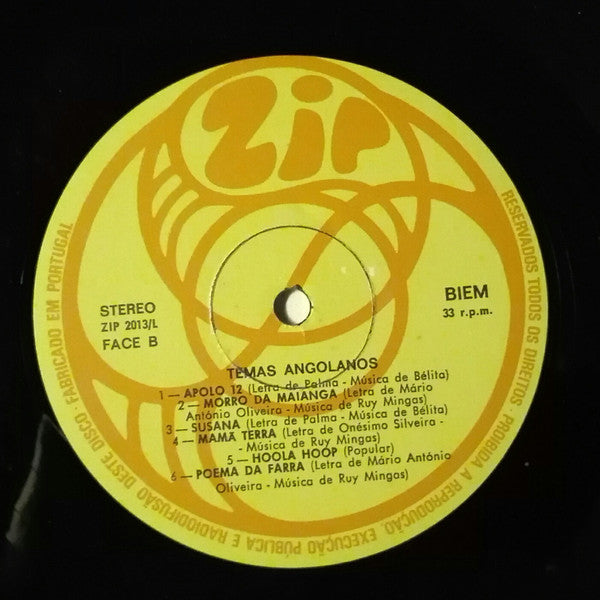 Zip
STEREO
ZIP 2013/L
FACE B
BIEM
33 r.p.m.
TEMAS ANGOLANOS
1 — APOLO 12 (Letra de Palma - Música de Bélita)
2 — MORRO DA MAIANGA (Letra de Mário
António Oliveira - Música de Ruy Mingas)
3 — SUSANA (Letra de Palma - Música de Bélita)
4 — MAMÃ TERRA (Letra de Onésimo Silveira -
- Música de Ruy Mingas)
5 — HOOLA HOOP (Popular)
6 — POEMA DA FARRA (Letra de Mário António
Oliveira - Música de Ruy Mingas)
FABRICADO EM PORTUGAL · RESERVADOS TODOS OS DIREITOS · PROIBIDA A REPRODUÇÃO, EXECUÇÃO PÚBLICA E RADIODIFUSÃO DESTE DISCO ·